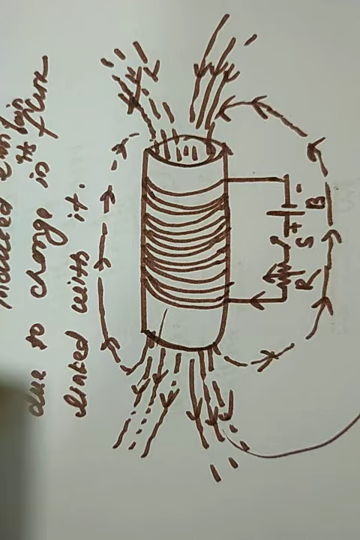 due to change in its flux
linked with it.
B
S
R
- +